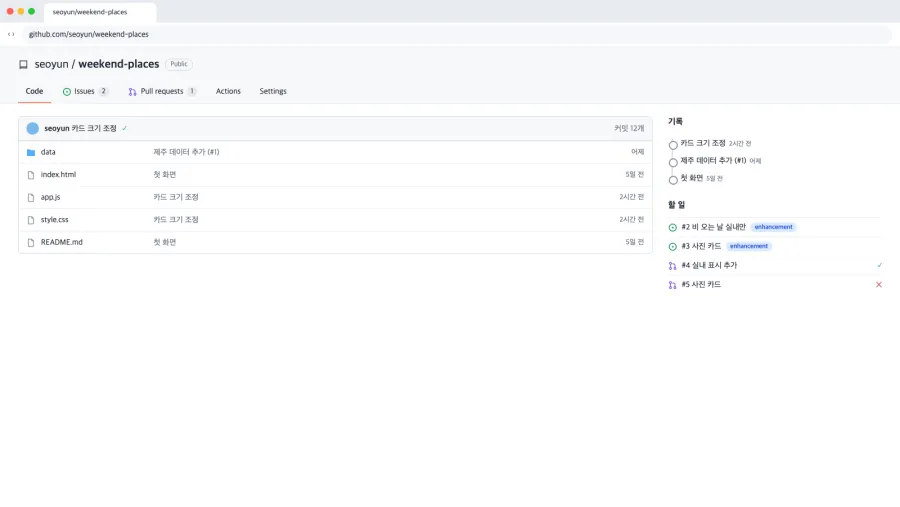 seoyun/weekend-places
github.com/seoyun/weekend-places
seoyun / weekend-places Public
Code Issues 2 Pull requests 1 Actions Settings
seoyun 카드 크기 조정 ✓ 커밋 12개
data 제주 데이터 추가 (#1) 어제
index.html 첫 화면 5일 전
app.js 카드 크기 조정 2시간 전
style.css 카드 크기 조정 2시간 전
README.md 첫 화면 5일 전
기록
카드 크기 조정 2시간 전
제주 데이터 추가 (#1) 어제
첫 화면 5일 전
할 일
#2 비 오는 날 실내만 enhancement
#3 사진 카드 enhancement
#4 실내 표시 추가 ✓
#5 사진 카드 ✕